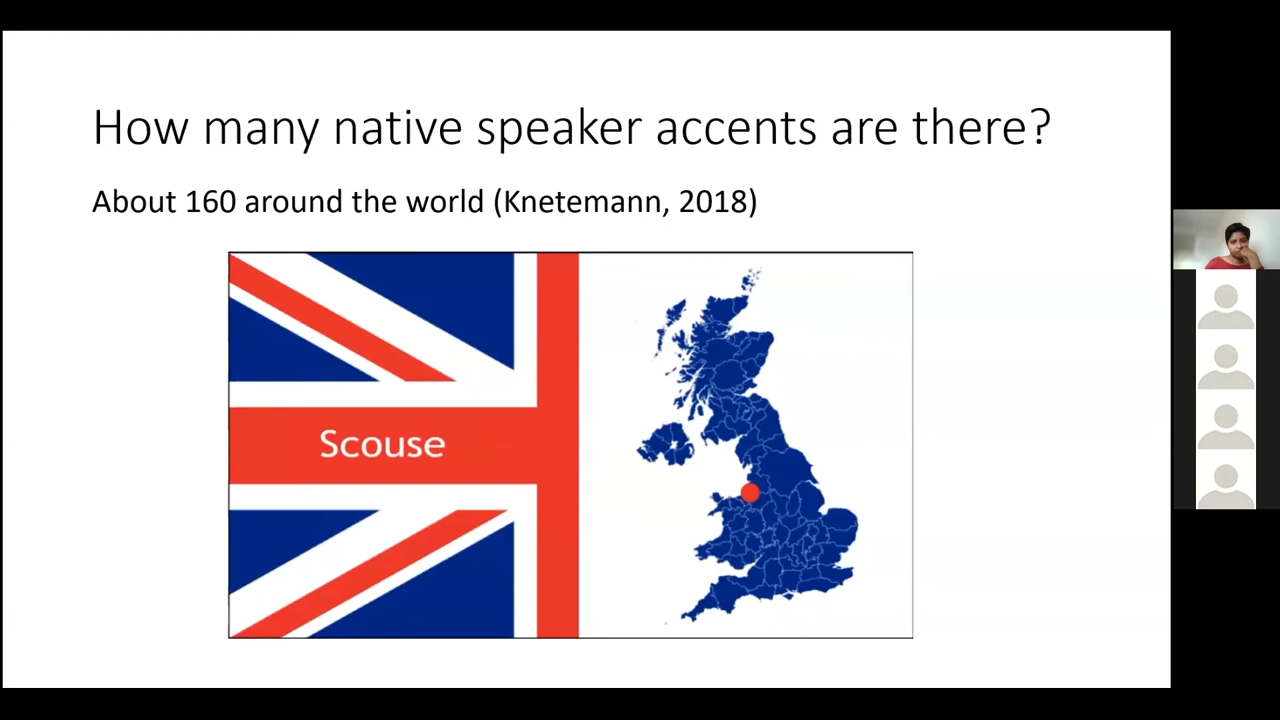 How many native speaker accents are there?
About 160 around the world (Knetemann, 2018)
Scouse